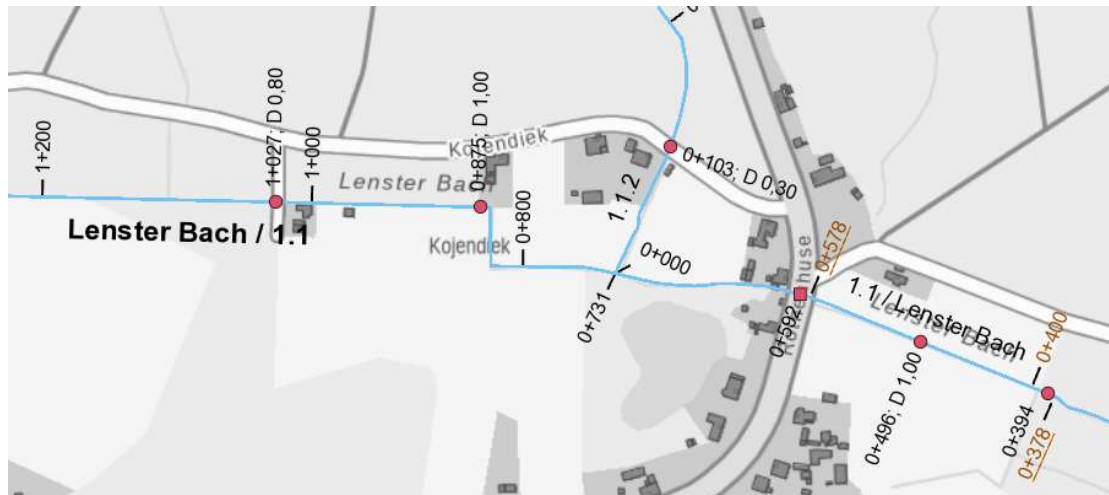 1+200
1+027; D 0,80
1+000
0+875; D 1,00
Kojendiek
Lenster Bach
Lenster Bach / 1.1
Kojendiek
0+800
1.1.2
0+103; D 0,30
0+000
0+731
0+578
0+592
1.1 / Lenster Bach
Lenster Bach
0+496; D 1,00
0+400
0+394
0+378